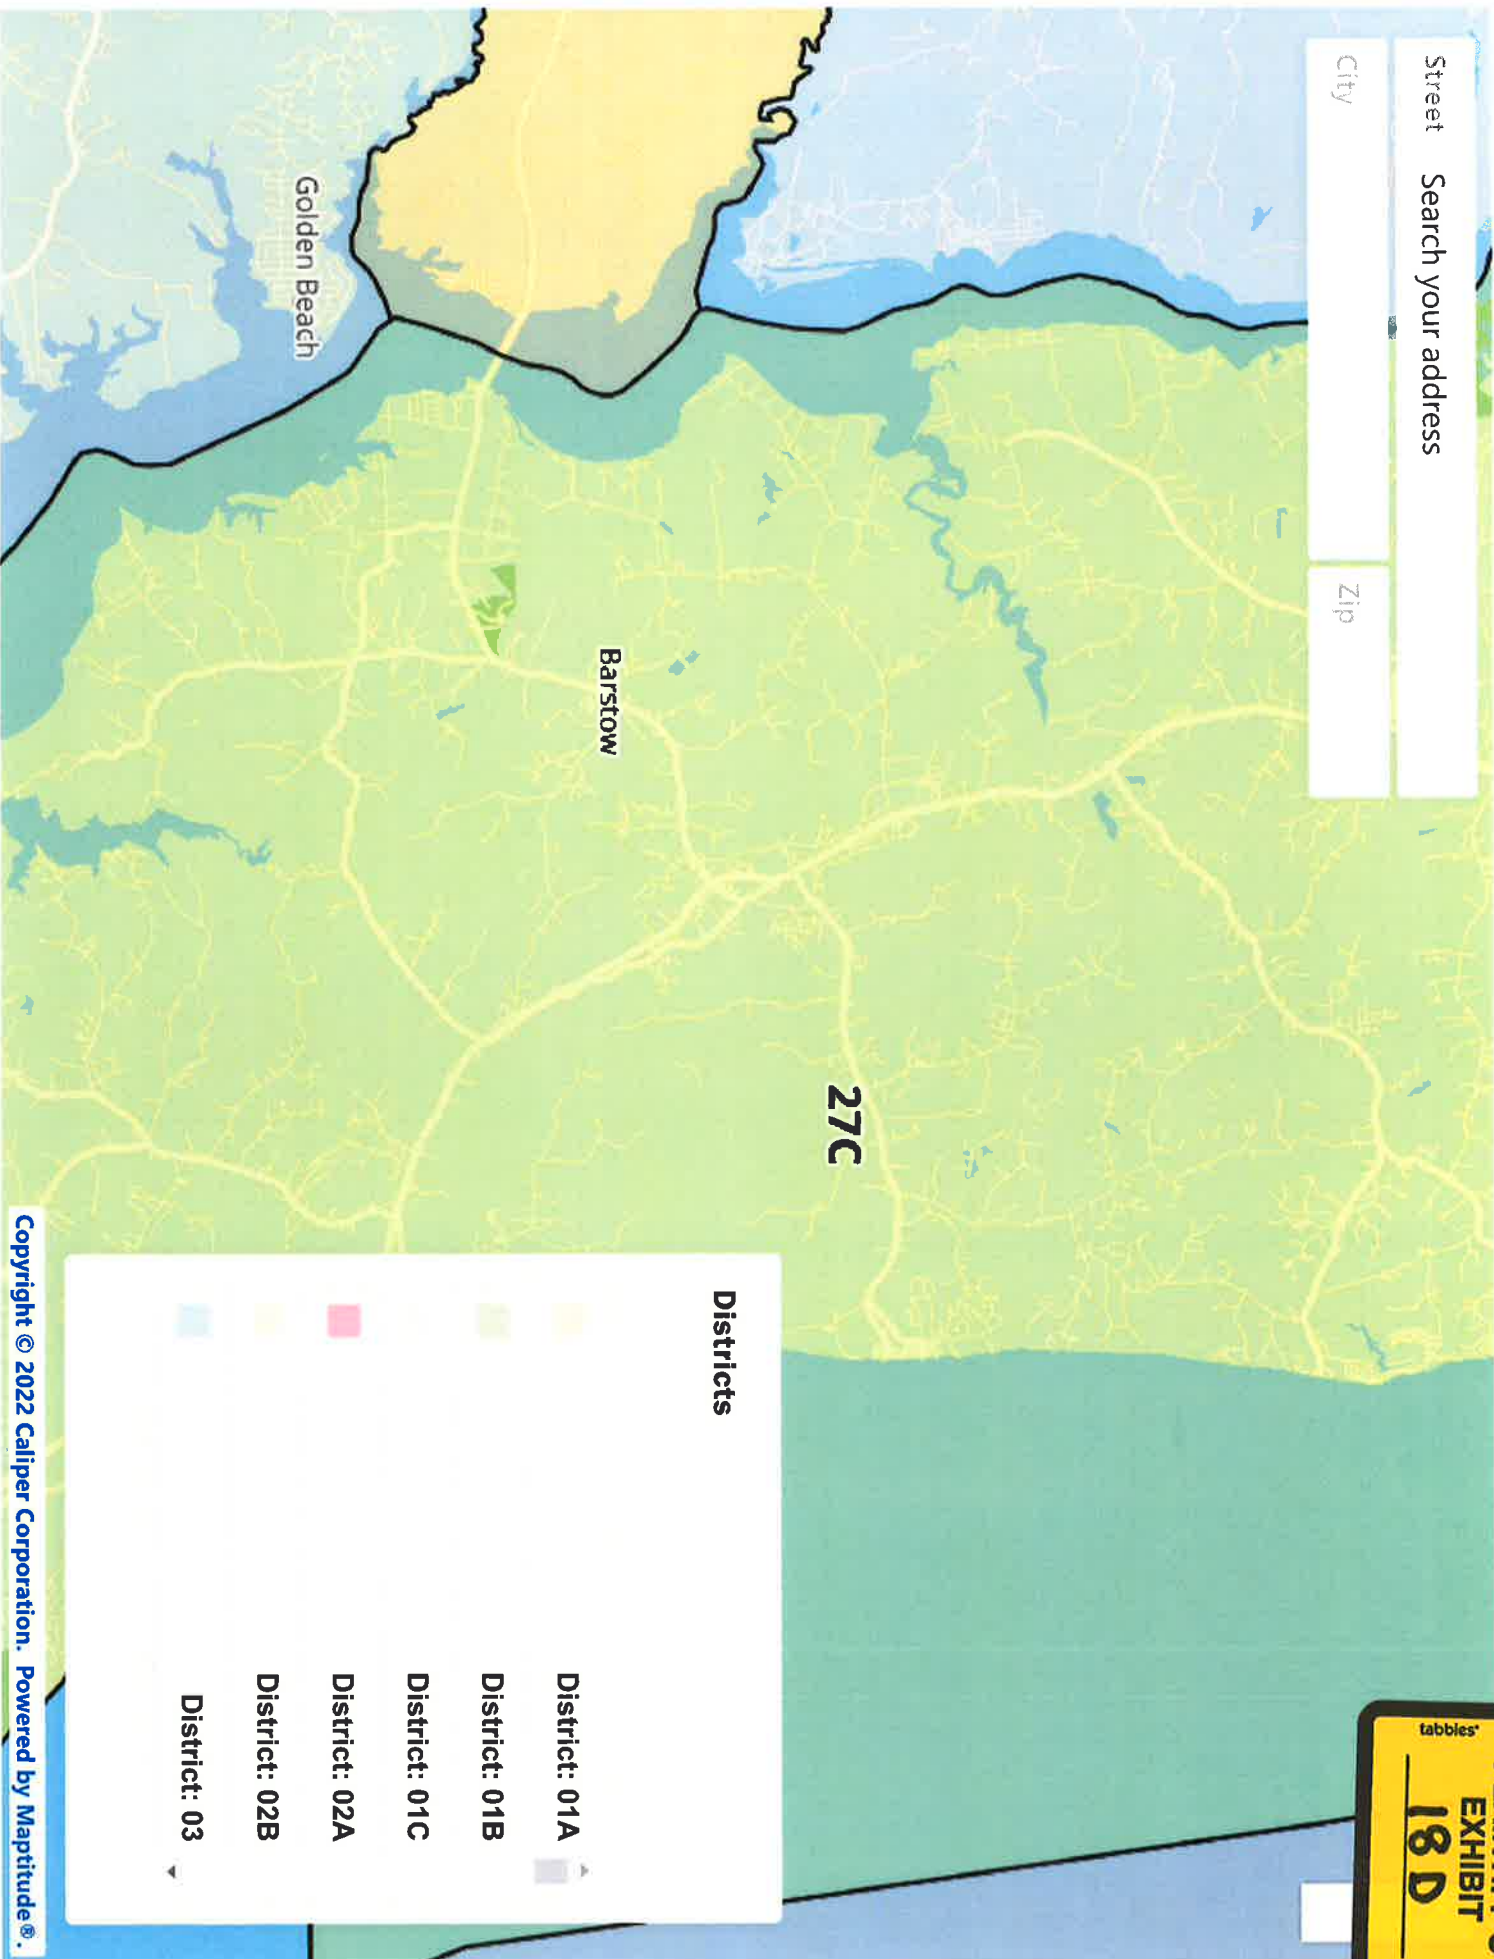 Street Search your address
City Zip
tabbles®
EXHIBIT
18 D
Golden Beach
Barstow
27C
Districts
District: 01A
District: 01B
District: 01C
District: 02A
District: 02B
District: 03
Copyright © 2022 Caliper Corporation. Powered by Maptitude®.